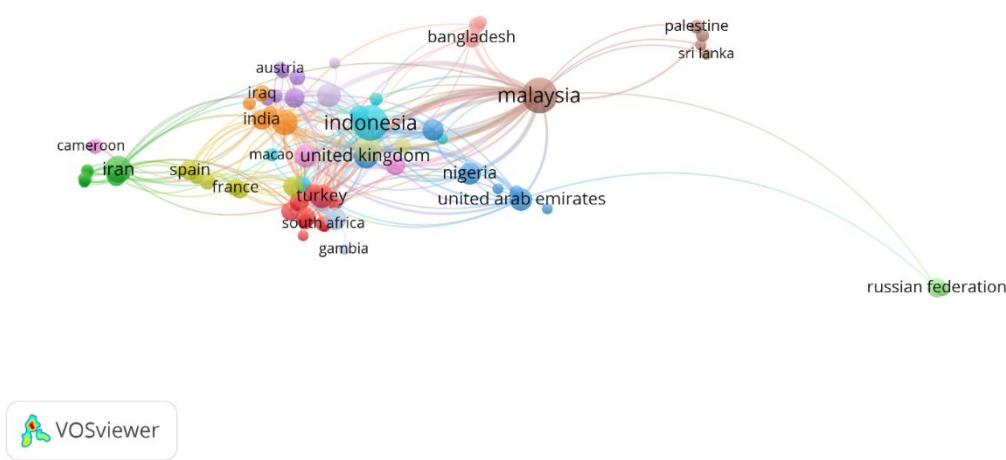 palestine
bangladesh
sri lanka
austria
iraq
malaysia
india
indonesia
cameroon
macao
united kingdom
iran
spain
nigeria
france
turkey
united arab emirates
south africa
gambia
russian federation
VOSviewer